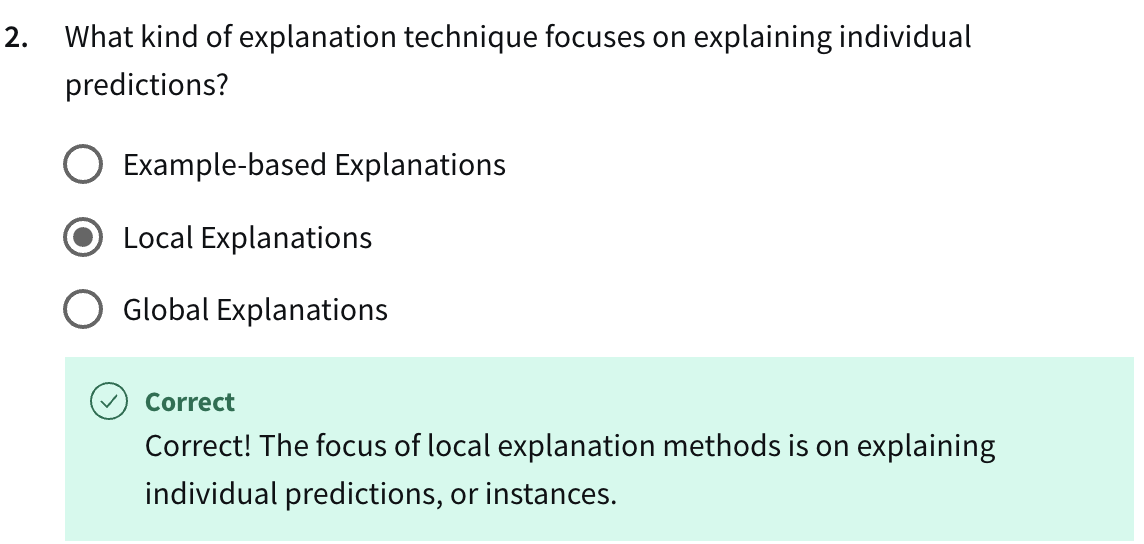 2. What kind of explanation technique focuses on explaining individual
predictions?
Example-based Explanations
Local Explanations
Global Explanations
Correct
Correct! The focus of local explanation methods is on explaining
individual predictions, or instances.